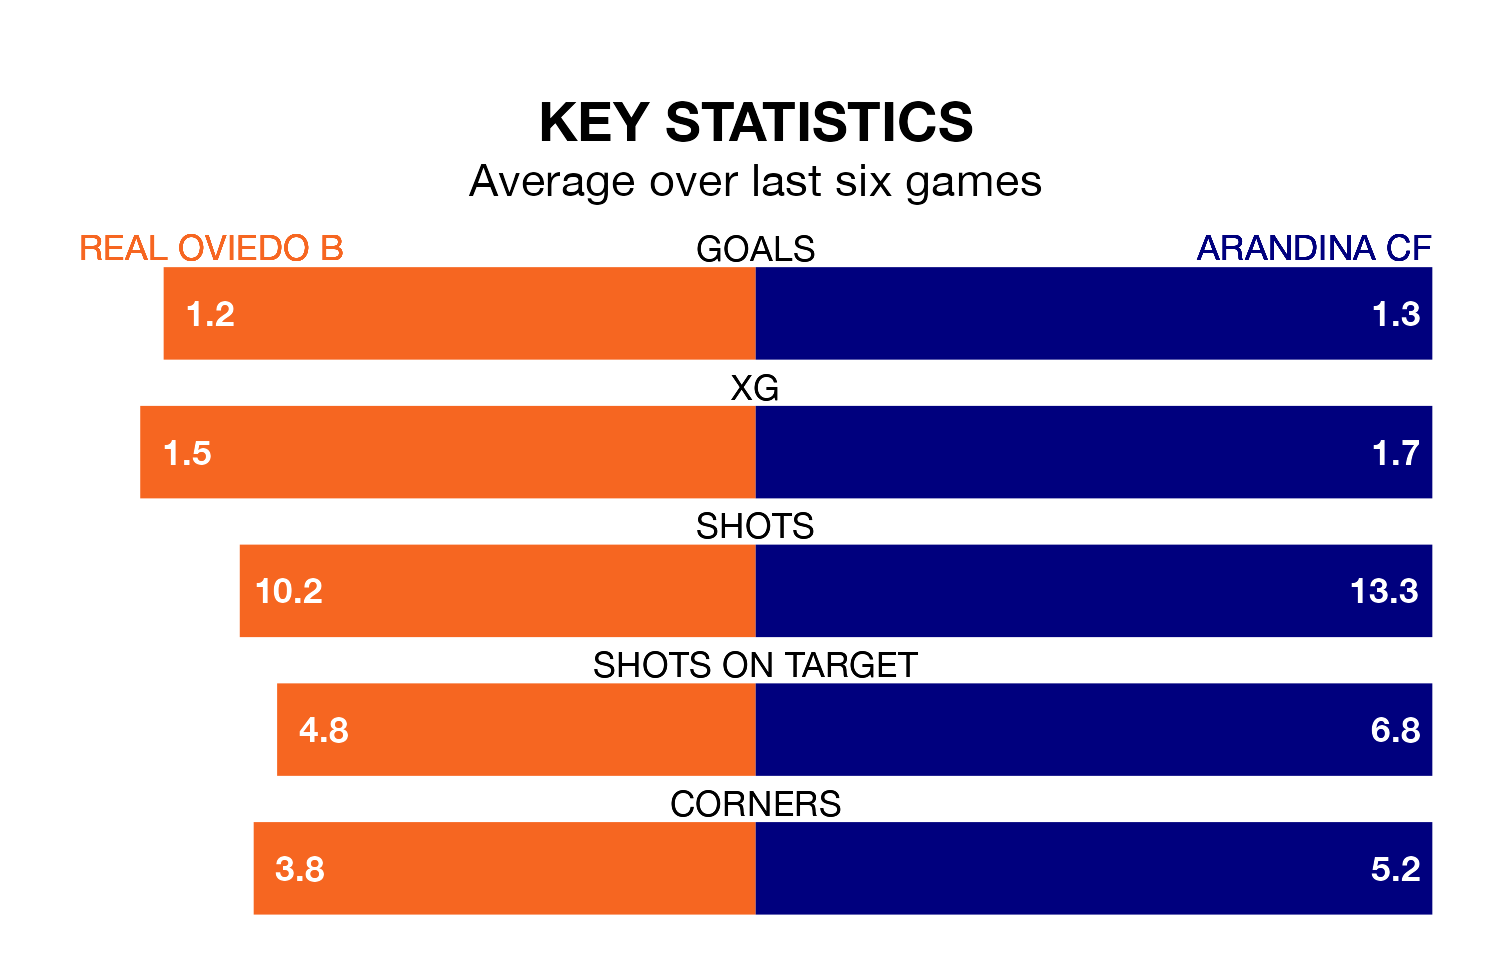 KEY STATISTICS
Average over last six games
REAL OVIEDO B GOALS ARANDINA CF
1.2 1.3
XG
1.5 1.7
SHOTS
10.2 13.3
SHOTS ON TARGET
4.8 6.8
CORNERS
3.8 5.2